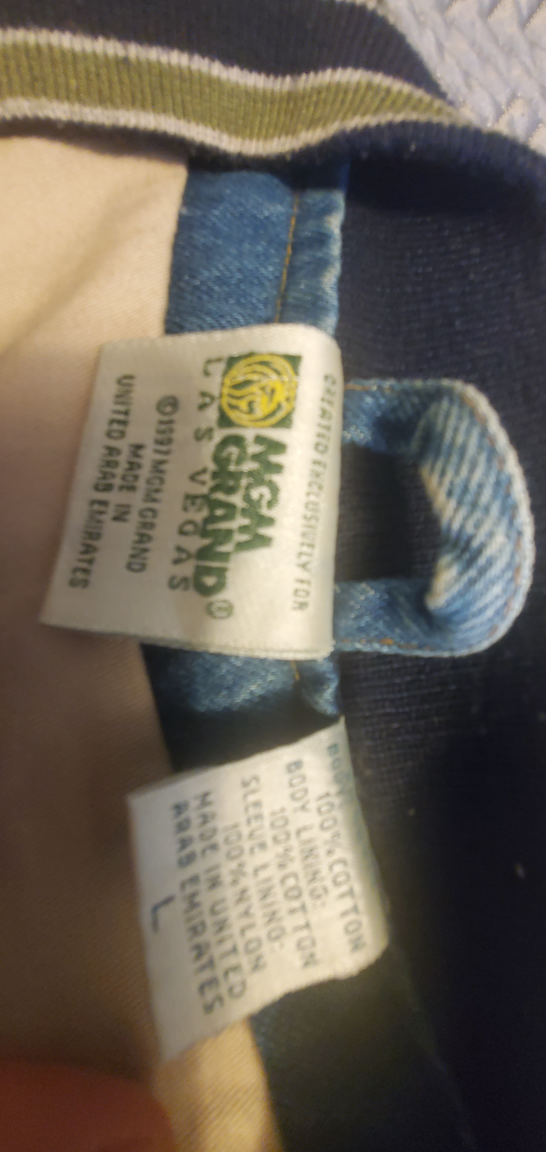 CREATED EXCLUSIVELY FOR
MGM
GRAND®
LAS VEGAS
©1997 MGM GRAND
MADE IN
UNITED ARAB EMIRATES
BODY
100% COTTON
BODY LINING:
100% COTTON
SLEEVE LINING:
100% NYLON
MADE IN UNITED
ARAB EMIRATES
L